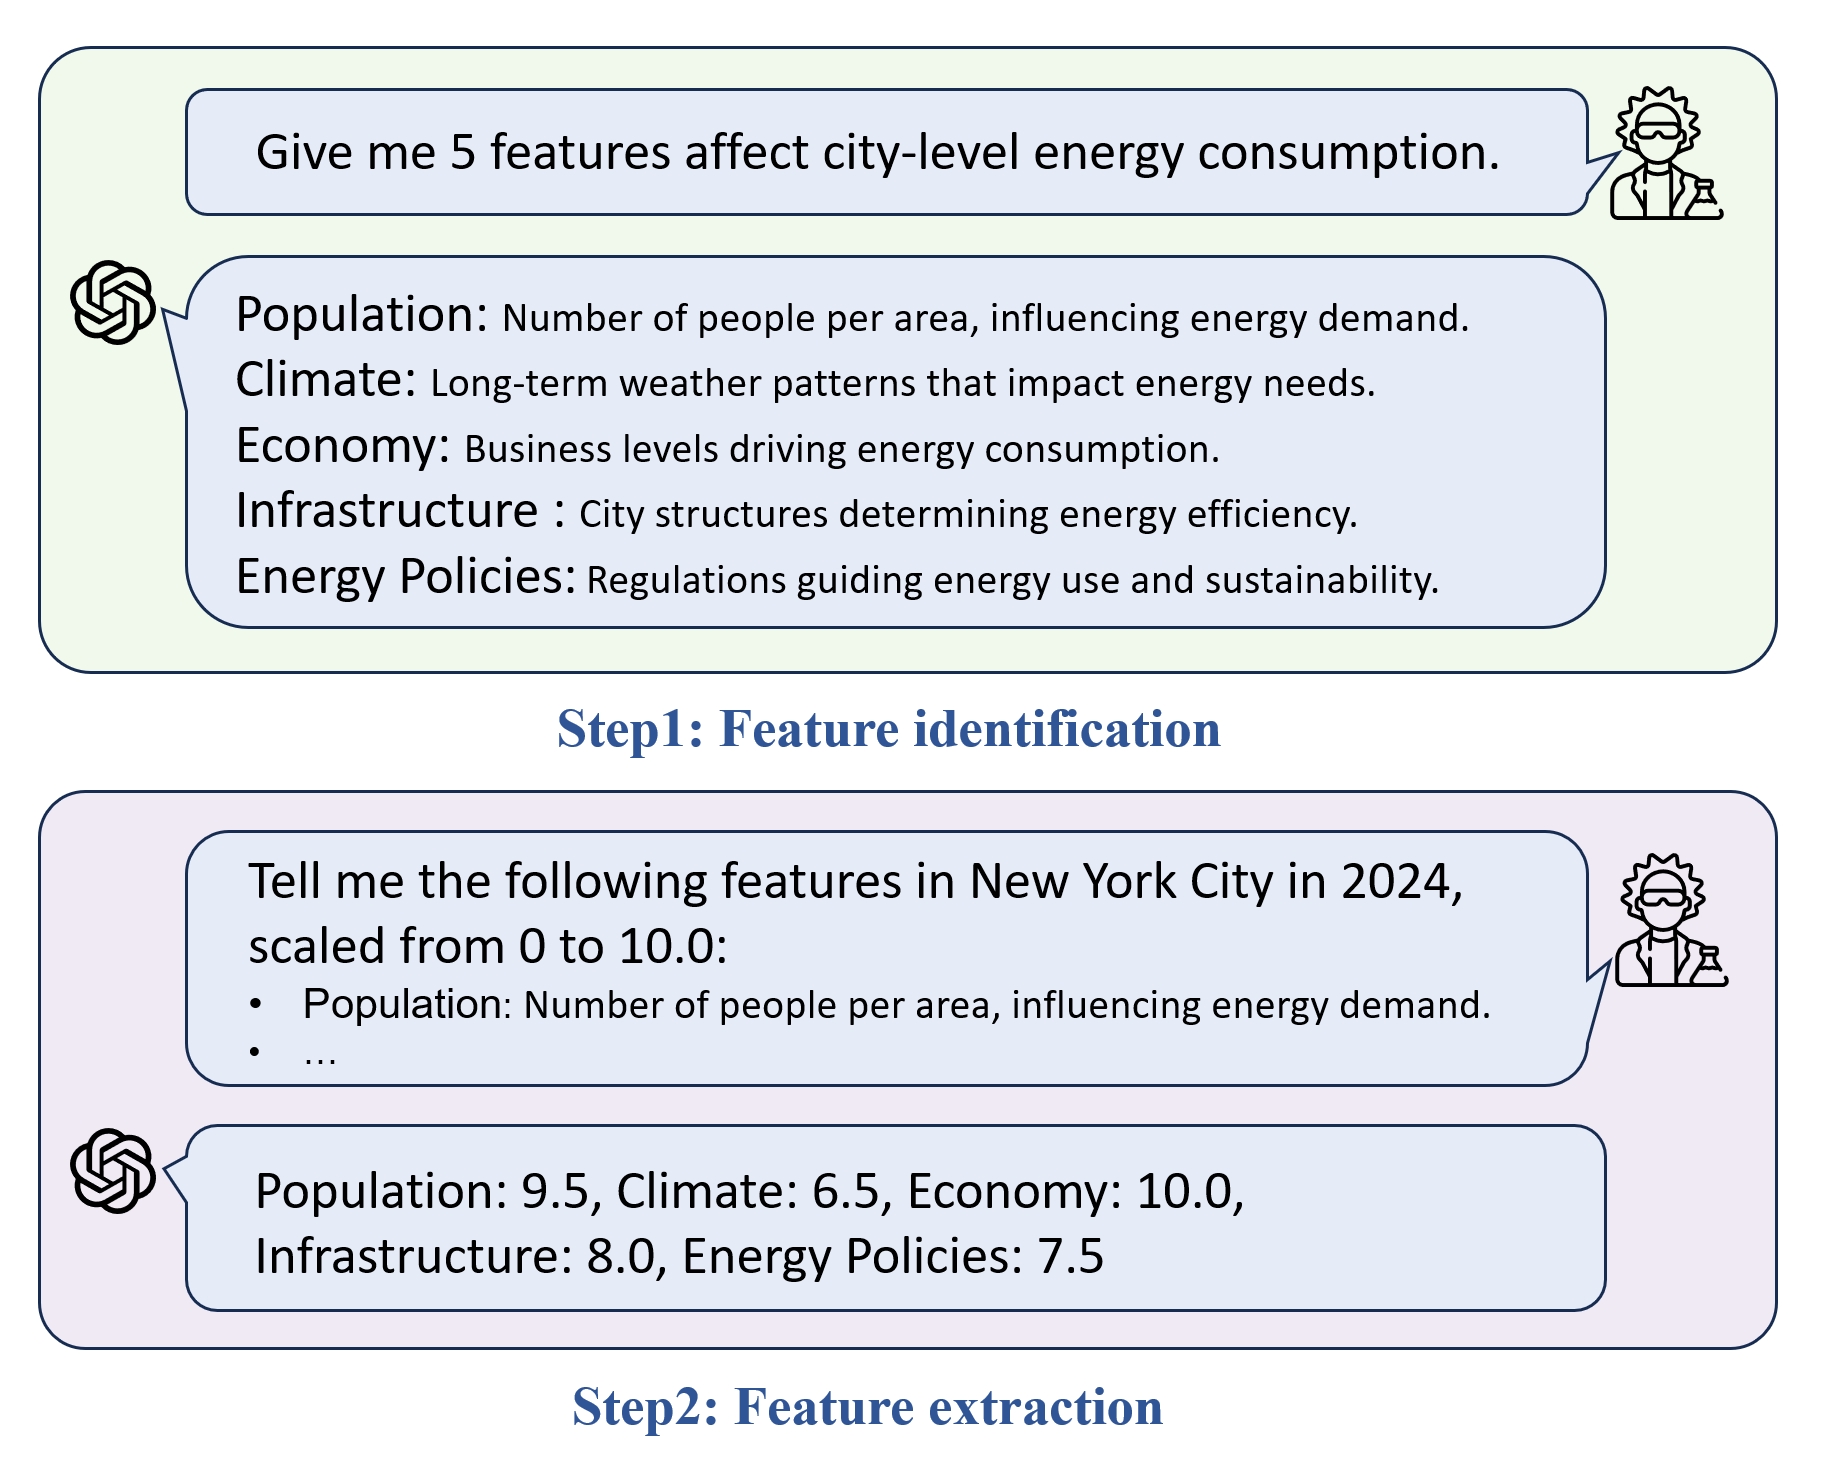 Give me 5 features affect city-level energy consumption.
Population: Number of people per area, influencing energy demand.
Climate: Long-term weather patterns that impact energy needs.
Economy: Business levels driving energy consumption.
Infrastructure : City structures determining energy efficiency.
Energy Policies: Regulations guiding energy use and sustainability.
Step1: Feature identification
Tell me the following features in New York City in 2024,
scaled from 0 to 10.0:
• Population: Number of people per area, influencing energy demand.
• ...
Population: 9.5, Climate: 6.5, Economy: 10.0,
Infrastructure: 8.0, Energy Policies: 7.5
Step2: Feature extraction